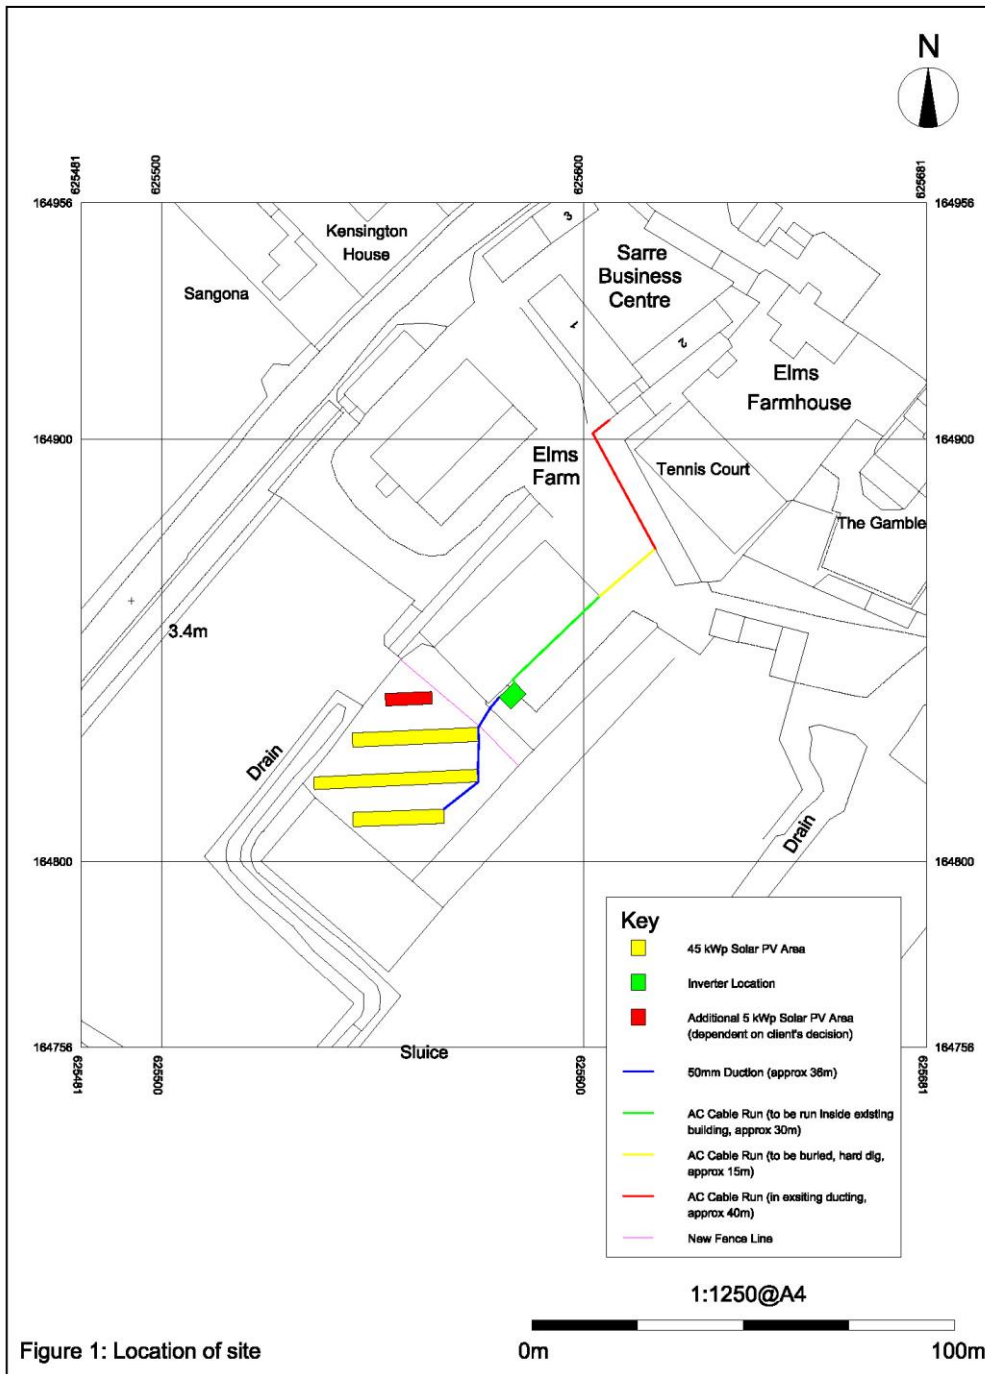 N
625481
625500
625600
625681
164956
164956
Kensington
House
3
Sarre
Business
Centre
Sangona
1
2
Elms
Farmhouse
164900
164900
Elms
Farm
Tennis Court
The Gamble
3.4m
Drain
Drain
164800
164800
Key
45 kWp Solar PV Area
Inverter Location
Additional 5 kWp Solar PV Area
(dependent on client's decision)
164756
164756
Sluice
625481
625500
625600
625681
50mm Duction (approx 36m)
AC Cable Run (to be run inside existing
building, approx 30m)
AC Cable Run (to be buried, hard dig,
approx 15m)
AC Cable Run (in exsiting ducting,
approx 40m)
New Fence Line
1:1250@A4
Figure 1: Location of site
0m
100m